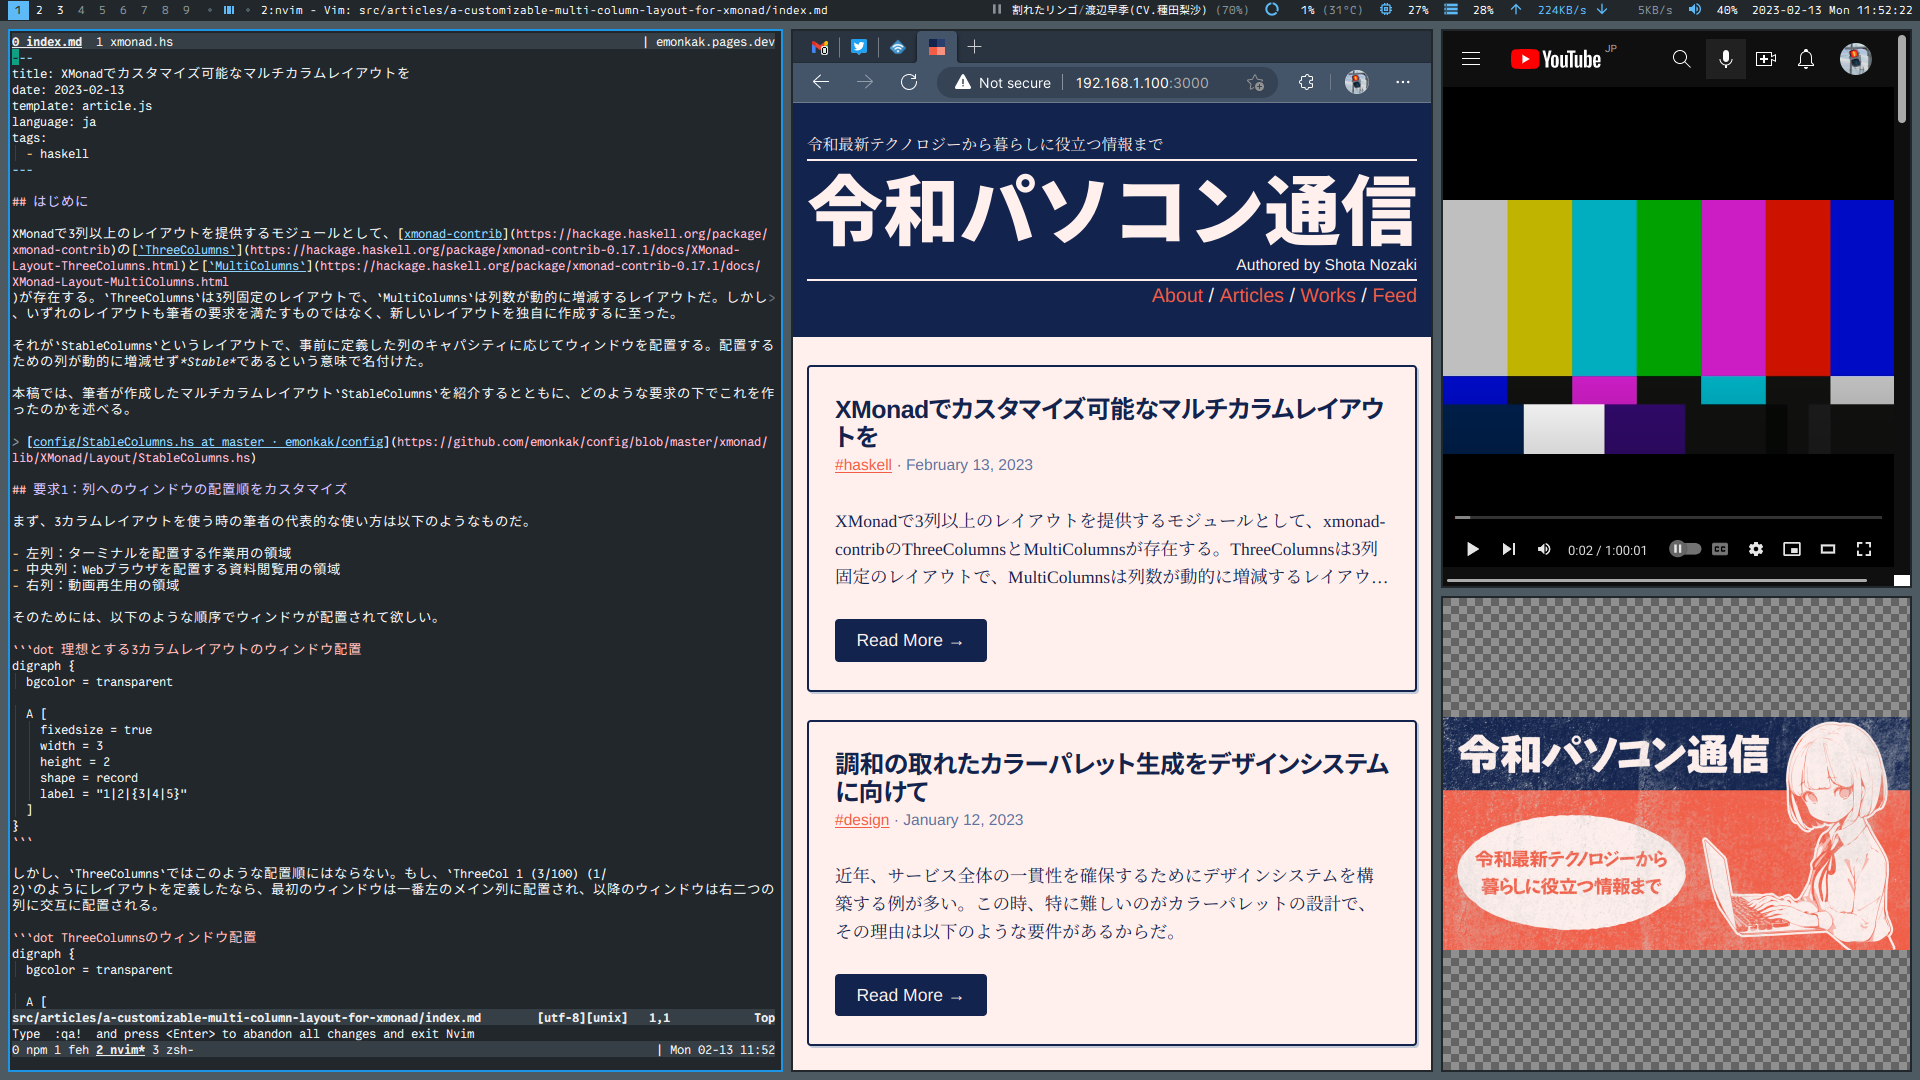 1 2 3 4 5 6 7 8 9 2:nvim - Vim: src/articles/a-customizable-multi-column-layout-for-xmonad/index.md 割れたリンゴ/渡辺早季(CV.種田梨沙) (70%) 1% (31°C) 27% 28% 224KB/s 5KB/s 40% 2023-02-13 Mon 11:52:22
0 index.md 1 xmonad.hs | emonkak.pages.dev
---
title: XMonadでカスタマイズ可能なマルチカラムレイアウトを
date: 2023-02-13
template: article.js
language: ja
tags:
- haskell
---
## はじめに
XMonadで3列以上のレイアウトを提供するモジュールとして、[xmonad-contrib](https://hackage.haskell.org/package/
xmonad-contrib)の[`ThreeColumns`](https://hackage.haskell.org/package/xmonad-contrib-0.17.1/docs/XMonad-
Layout-ThreeColumns.html)と[`MultiColumns`](https://hackage.haskell.org/package/xmonad-contrib-0.17.1/docs/
XMonad-Layout-MultiColumns.html
)が存在する。`ThreeColumns`は3列固定のレイアウトで、`MultiColumns`は列数が動的に増減するレイアウトだ。しかし>
、いずれのレイアウトも筆者の要求を満たすものではなく、新しいレイアウトを独自に作成するに至った。
それが`StableColumns`というレイアウトで、事前に定義した列のキャパシティに応じてウィンドウを配置する。配置する
ための列が動的に増減せず*Stable*であるという意味で名付けた。
本稿では、筆者が作成したマルチカラムレイアウト`StableColumns`を紹介するとともに、どのような要求の下でこれを作
ったのかを述べる。
> [config/StableColumns.hs at master · emonkak/config](https://github.com/emonkak/config/blob/master/xmonad/
lib/XMonad/Layout/StableColumns.hs)
## 要求1：列へのウィンドウの配置順をカスタマイズ
まず、3カラムレイアウトを使う時の筆者の代表的な使い方は以下のようなものだ。
- 左列：ターミナルを配置する作業用の領域
- 中央列：Webブラウザを配置する資料閲覧用の領域
- 右列：動画再生用の領域
そのためには、以下のような順序でウィンドウが配置されて欲しい。
```dot 理想とする3カラムレイアウトのウィンドウ配置
digraph {
bgcolor = transparent
A [
fixedsize = true
width = 3
height = 2
shape = record
label = "1|2|{3|4|5}"
]
}
```
しかし、`ThreeColumns`ではこのような配置順にはならない。もし、`ThreeCol 1 (3/100) (1/
2)`のようにレイアウトを定義したなら、最初のウィンドウは一番左のメイン列に配置され、以降のウィンドウは右二つの
列に交互に配置される。
```dot ThreeColumnsのウィンドウ配置
digraph {
bgcolor = transparent
A [
src/articles/a-customizable-multi-column-layout-for-xmonad/index.md [utf-8][unix] 1,1 Top
Type :qa! and press <Enter> to abandon all changes and exit Nvim
0 npm 1 feh 2 nvim* 3 zsh- | Mon 02-13 11:52
Not secure 192.168.1.100:3000
令和最新テクノロジーから暮らしに役立つ情報まで
令和パソコン通信
Authored by Shota Nozaki
About / Articles / Works / Feed
XMonadでカスタマイズ可能なマルチカラムレイアウ
トを
#haskell · February 13, 2023
XMonadで3列以上のレイアウトを提供するモジュールとして、xmonad-
contribのThreeColumnsとMultiColumnsが存在する。ThreeColumnsは3列
固定のレイアウトで、MultiColumnsは列数が動的に増減するレイアウ…
Read More →
調和の取れたカラーパレット生成をデザインシステム
に向けて
#design · January 12, 2023
近年、サービス全体の一貫性を確保するためにデザインシステムを構
築する例が多い。この時、特に難しいのがカラーパレットの設計で、
その理由は以下のような要件があるからだ。
Read More →
YouTube JP
0:02 / 1:00:01
CC
令和パソコン通信
令和最新テクノロジーから
暮らしに役立つ情報まで